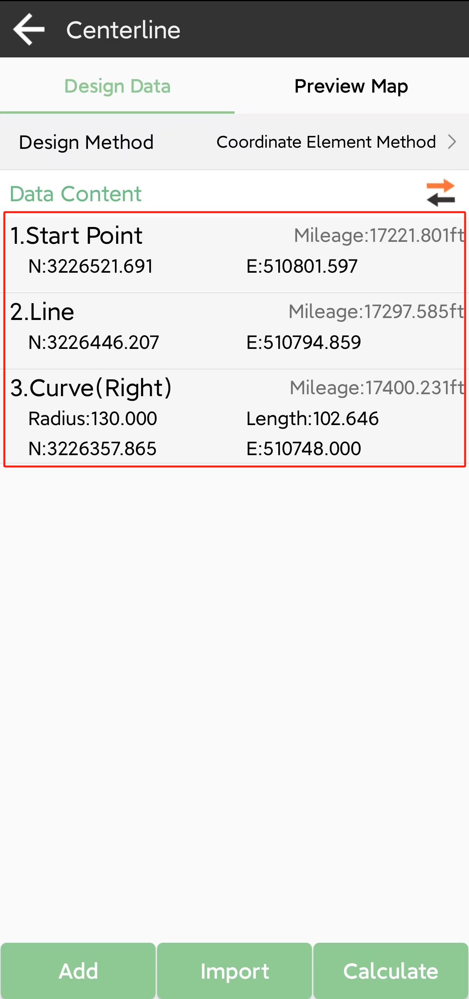 Centerline
Design Data Preview Map
Design Method Coordinate Element Method
Data Content
1.Start Point Mileage:17221.801ft
N:3226521.691 E:510801.597
2.Line Mileage:17297.585ft
N:3226446.207 E:510794.859
3.Curve(Right) Mileage:17400.231ft
Radius:130.000 Length:102.646
N:3226357.865 E:510748.000
Add Import Calculate